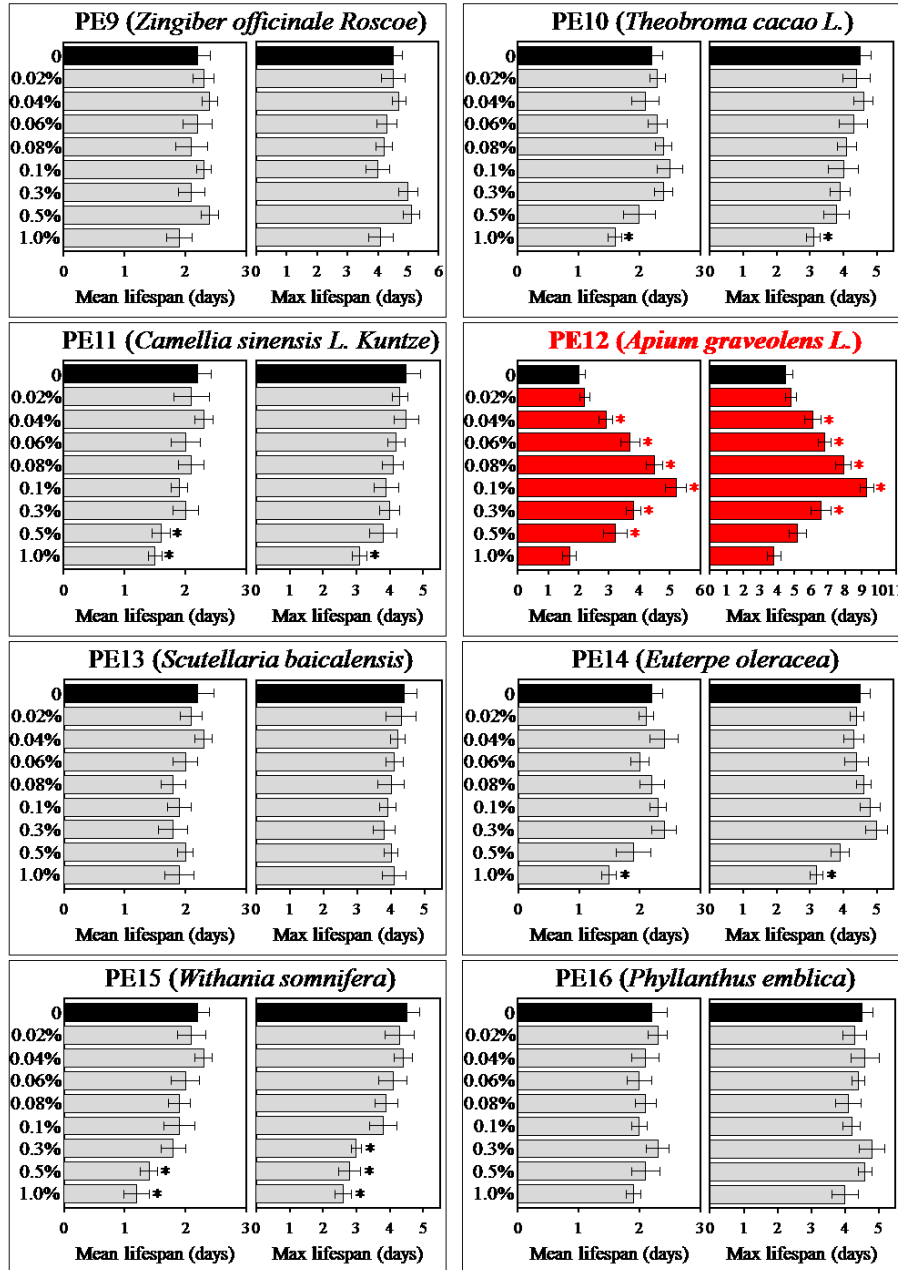 PE9 (Zingiber officinale Roscoe)
0
0.02%
0.04%
0.06%
0.08%
0.1%
0.3%
0.5%
1.0%
0 1 2 3
0 1 2 3 4 5 6
Mean lifespan (days) Max lifespan (days)
PE10 (Theobroma cacao L.)
0
0.02%
0.04%
0.06%
0.08%
0.1%
0.3%
0.5%
1.0%
*
*
0 1 2 3
0 1 2 3 4 5
Mean lifespan (days) Max lifespan (days)
PE11 (Camellia sinensis L. Kuntze)
0
0.02%
0.04%
0.06%
0.08%
0.1%
0.3%
0.5% *
1.0% * *
0 1 2 3
0 1 2 3 4 5
Mean lifespan (days) Max lifespan (days)
PE12 (Apium graveolens L.)
0
0.02%
0.04% * *
0.06% * *
0.08% * *
0.1% * *
0.3% * *
0.5% *
1.0%
0 1 2 3 4 5 6
0 1 2 3 4 5 6 7 8 9 10 11
Mean lifespan (days) Max lifespan (days)
PE13 (Scutellaria baicalensis)
0
0.02%
0.04%
0.06%
0.08%
0.1%
0.3%
0.5%
1.0%
0 1 2 3
0 1 2 3 4 5
Mean lifespan (days) Max lifespan (days)
PE14 (Euterpe oleracea)
0
0.02%
0.04%
0.06%
0.08%
0.1%
0.3%
0.5%
1.0% * *
0 1 2 3
0 1 2 3 4 5
Mean lifespan (days) Max lifespan (days)
PE15 (Withania somnifera)
0
0.02%
0.04%
0.06%
0.08%
0.1%
0.3% *
0.5% * *
1.0% * *
0 1 2 3
0 1 2 3 4 5
Mean lifespan (days) Max lifespan (days)
PE16 (Phyllanthus emblica)
0
0.02%
0.04%
0.06%
0.08%
0.1%
0.3%
0.5%
1.0%
0 1 2 3
0 1 2 3 4 5
Mean lifespan (days) Max lifespan (days)